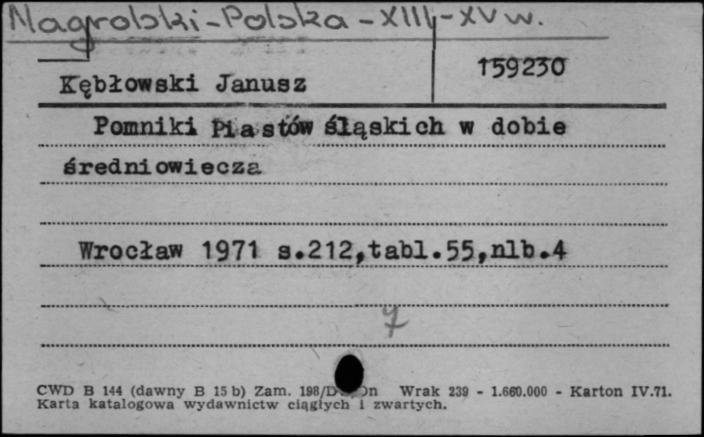 Nagrobki-Polska-XIII-XV w.
159230
Kębłowski Janusz
Pomniki Piastów śląskich w dobie
średniowiecza
Wrocław 1971 s.212,tabl.55,nlb.4
7
CWD B 144 (dawny B 15 b) Zam. 198/D Wrak 239 - 1.660.000 - Karton IV.71.
Karta katalogowa wydawnictw ciągłych i zwartych.